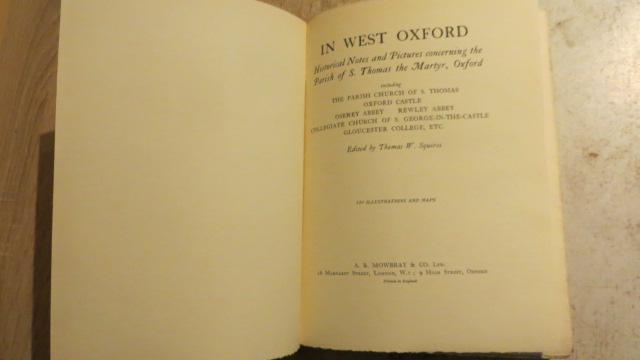 IN WEST OXFORD
Historical Notes and Pictures concerning the
Parish of S. Thomas the Martyr, Oxford
including
THE PARISH CHURCH OF S. THOMAS
OXFORD CASTLE
OSENEY ABBEY REWLEY ABBEY
COLLEGIATE CHURCH OF S. GEORGE-IN-THE-CASTLE
GLOUCESTER COLLEGE, ETC.
Edited by Thomas W. Squires
ILLUSTRATIONS AND MAPS
A. R. MOWBRAY & CO. Ltd.
Margaret Street, London, W.1; 9 High Street, Oxford
Printed in England